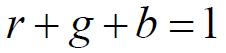 r + g + b = 1